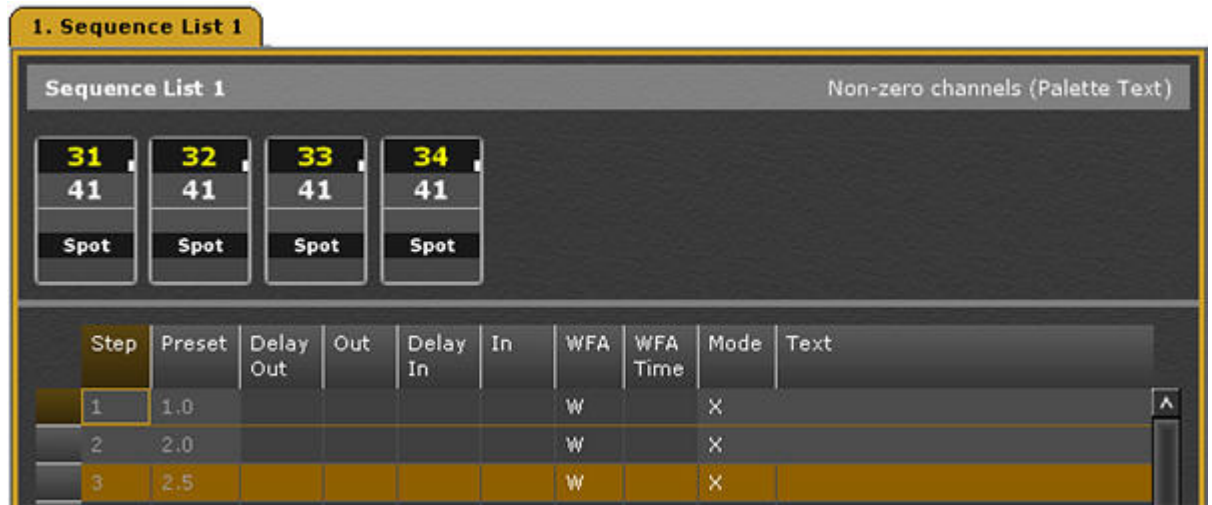 1. Sequence List 1
Sequence List 1 Non-zero channels (Palette Text)
31 32 33 34
41 41 41 41
Spot Spot Spot Spot
Step Preset Delay Out Out Delay In In WFA WFA Time Mode Text
1 1.0 W X
2 2.0 W X
3 2.5 W X